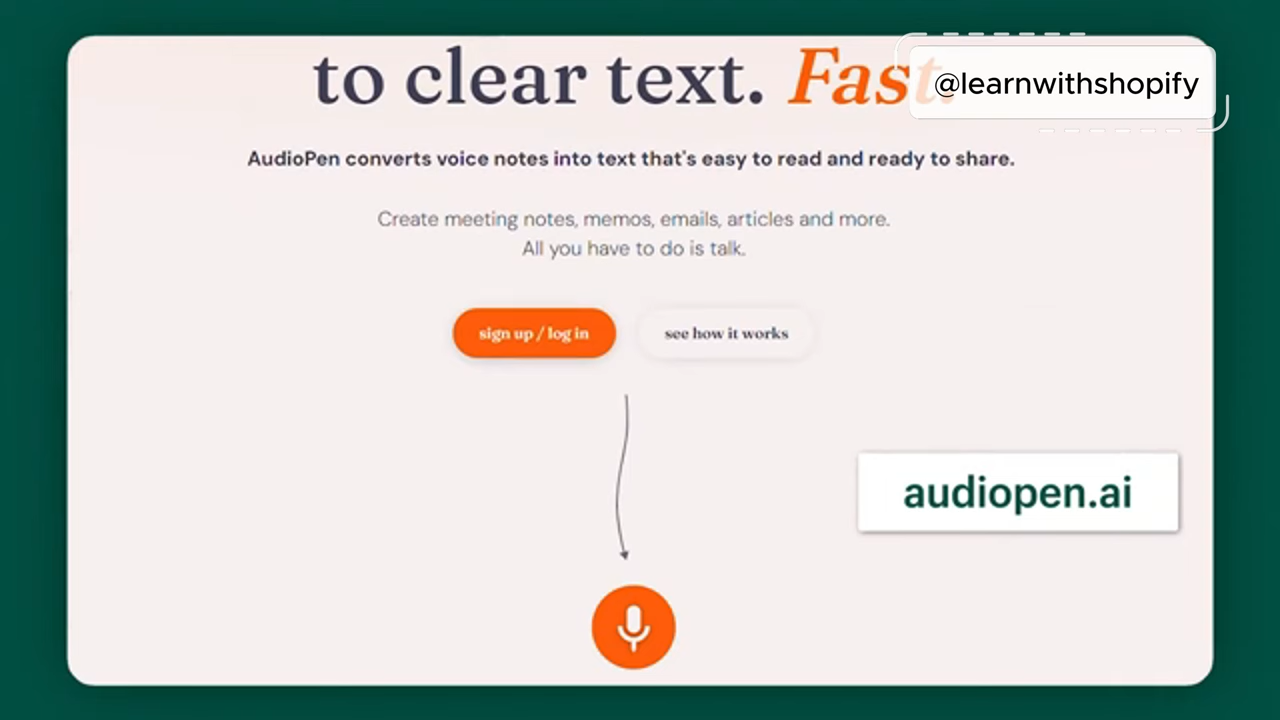 to clear text. Fast.
@learnwithshopify
AudioPen converts voice notes into text that's easy to read and ready to share.
Create meeting notes, memos, emails, articles and more.
All you have to do is talk.
sign up / log in
see how it works
audiopen.ai